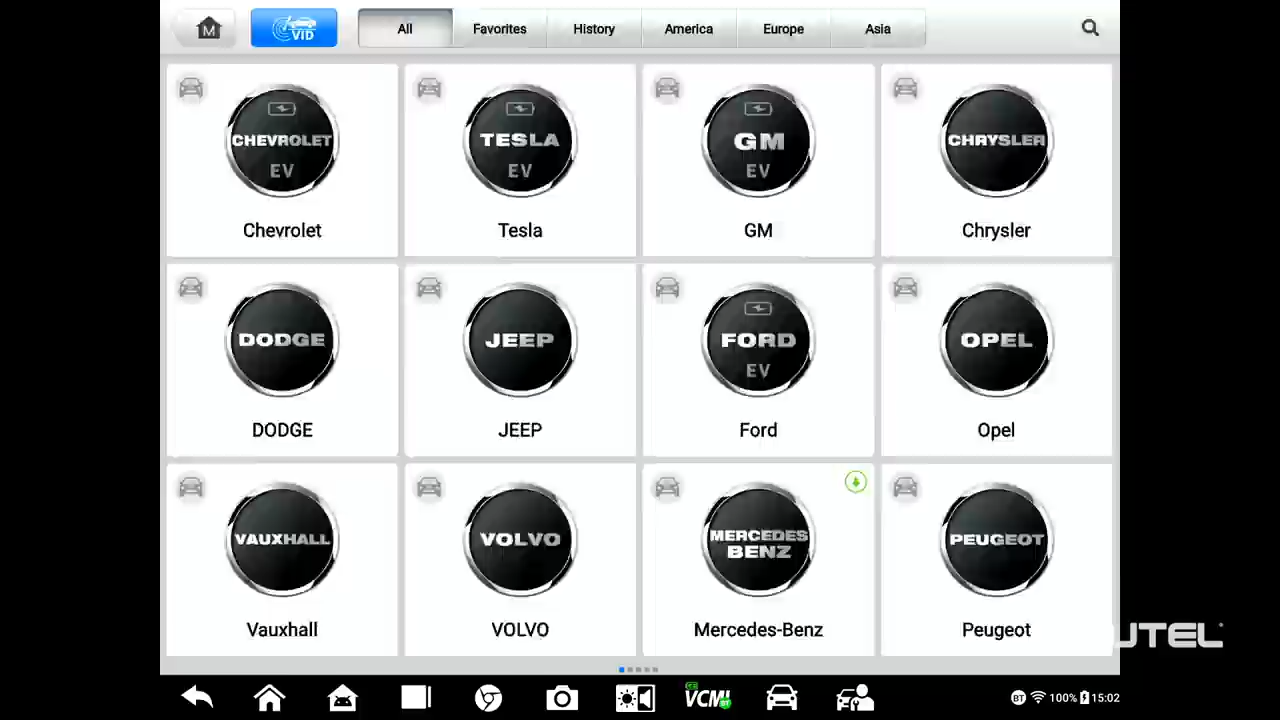 M
VID
All
Favorites
History
America
Europe
Asia
CHEVROLET
EV
TESLA
EV
GM
EV
CHRYSLER
Chevrolet
Tesla
GM
Chrysler
DODGE
JEEP
FORD
EV
OPEL
DODGE
JEEP
Ford
Opel
VAUXHALL
VOLVO
MERCEDES
BENZ
PEUGEOT
Vauxhall
VOLVO
Mercedes-Benz
Peugeot
UTEL
VCMI
BT
BT
100%
15:02